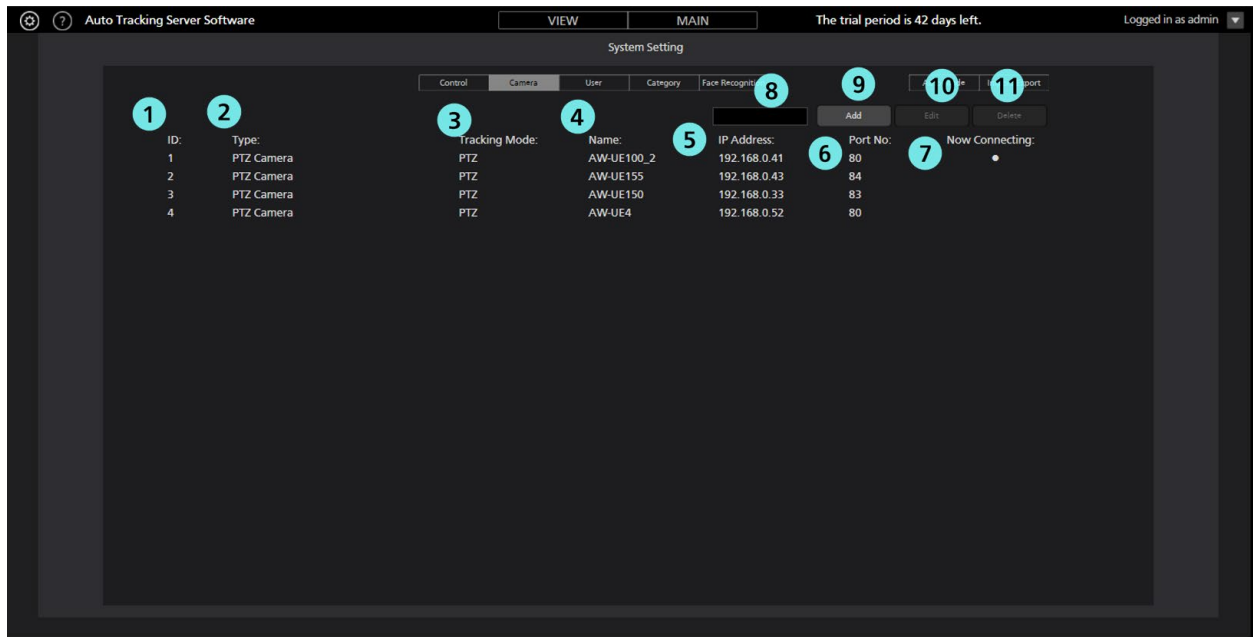 Auto Tracking Server Software VIEW MAIN The trial period is 42 days left. Logged in as admin
System Setting
Control Camera User Category Face
8 9 10 11
Add Edit Delete
1 2 3 4 5 6 7
ID: Type: Tracking Mode: Name: IP Address: Port No: Now Connecting:
1 PTZ Camera PTZ AW-UE100_2 192.168.0.41 80
2 PTZ Camera PTZ AW-UE155 192.168.0.43 84
3 PTZ Camera PTZ AW-UE150 192.168.0.33 83
4 PTZ Camera PTZ AW-UE4 192.168.0.52 80